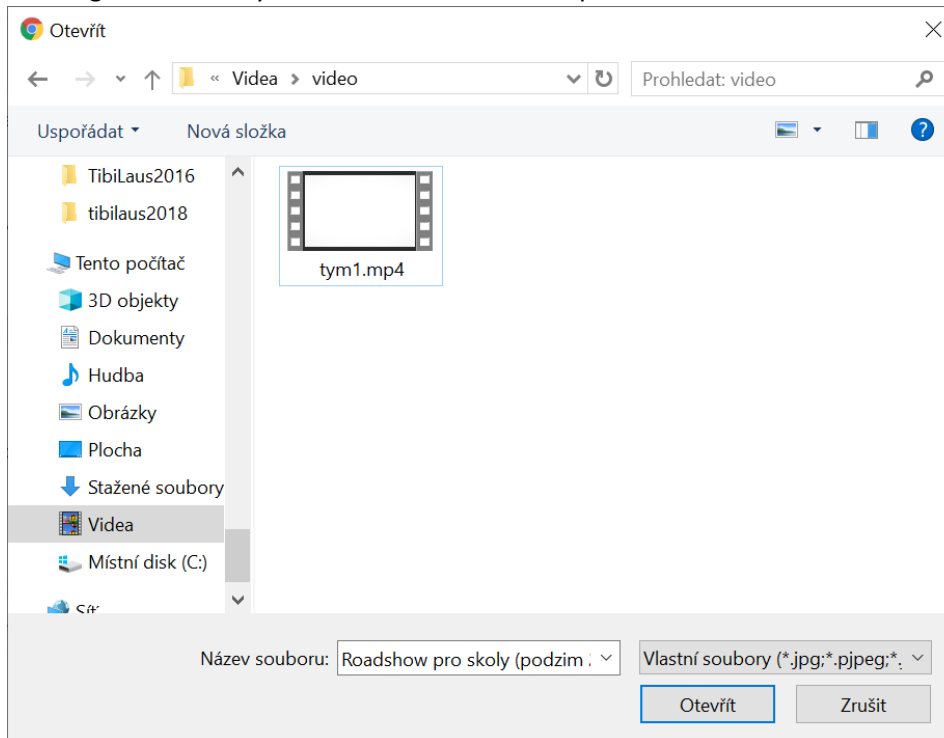 Otevřít
« Videa > video
Prohledat: video
Uspořádat
Nová složka
TibiLaus2016
tibilaus2018
Tento počítač
3D objekty
Dokumenty
Hudba
Obrázky
Plocha
Stažené soubory
Videa
Místní disk (C:)
Síť
tym1.mp4
Název souboru: Roadshow pro skoly (podzim
Vlastní soubory (*.jpg;*.pjpeg;*.
Otevřít
Zrušit